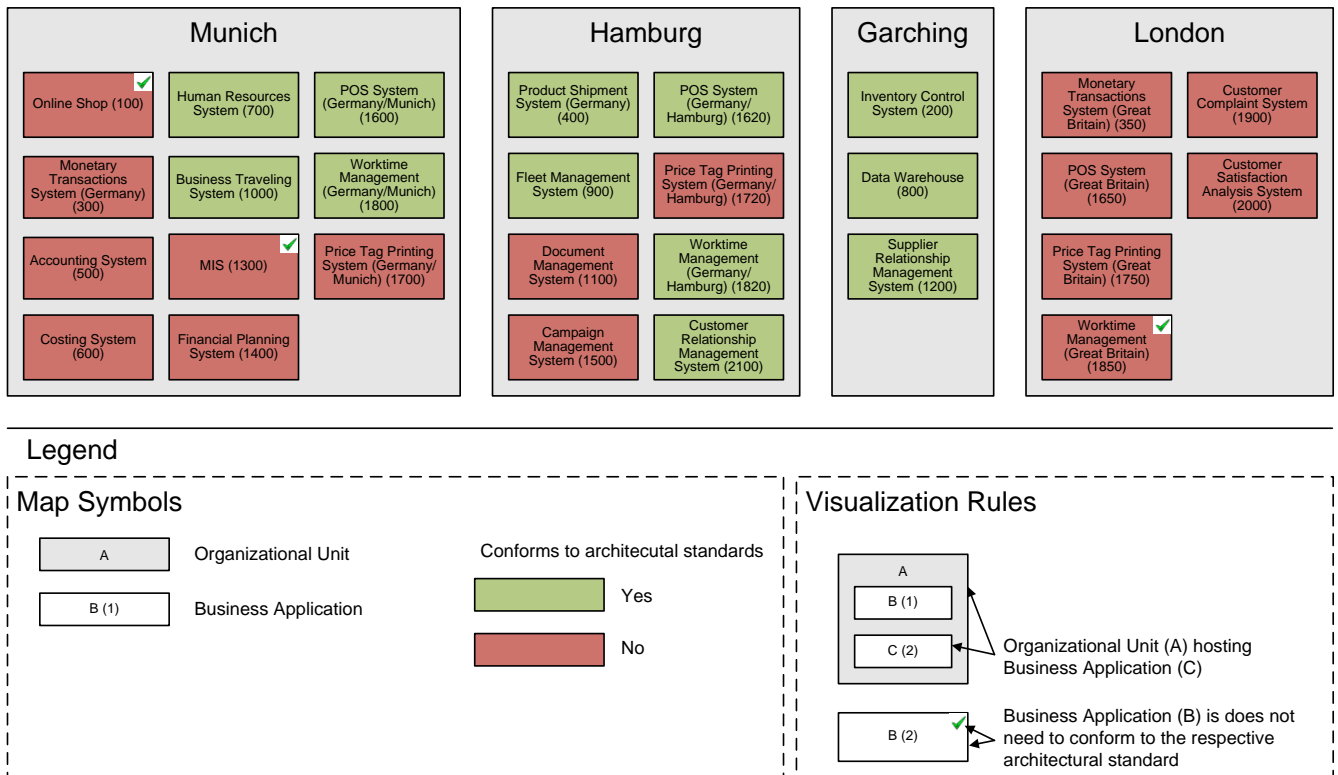 Munich
Online Shop (100)
Human Resources
System (700)
POS System
(Germany/Munich)
(1600)
Monetary
Transactions
System (Germany)
(300)
Business Traveling
System (1000)
Worktime
Management
(Germany/Munich)
(1800)
Accounting System
(500)
MIS (1300)
Price Tag Printing
System (Germany/
Munich) (1700)
Costing System
(600)
Financial Planning
System (1400)
Hamburg
Product Shipment
System (Germany)
(400)
POS System
(Germany/
Hamburg) (1620)
Fleet Management
System (900)
Price Tag Printing
System (Germany/
Hamburg) (1720)
Document
Management
System (1100)
Worktime
Management
(Germany/
Hamburg) (1820)
Campaign
Management
System (1500)
Customer
Relationship
Management
System (2100)
Garching
Inventory Control
System (200)
Data Warehouse
(800)
Supplier
Relationship
Management
System (1200)
London
Monetary
Transactions
System (Great
Britain) (350)
Customer
Complaint System
(1900)
POS System
(Great Britain)
(1650)
Customer
Satisfaction
Analysis System
(2000)
Price Tag Printing
System (Great
Britain) (1750)
Worktime
Management
(Great Britain)
(1850)
Legend
Map Symbols
A
Organizational Unit
B (1)
Business Application
Conforms to architecutal standards
Yes
No
Visualization Rules
A
B (1)
C (2)
Organizational Unit (A) hosting
Business Application (C)
B (2)
Business Application (B) is does not
need to conform to the respective
architectural standard